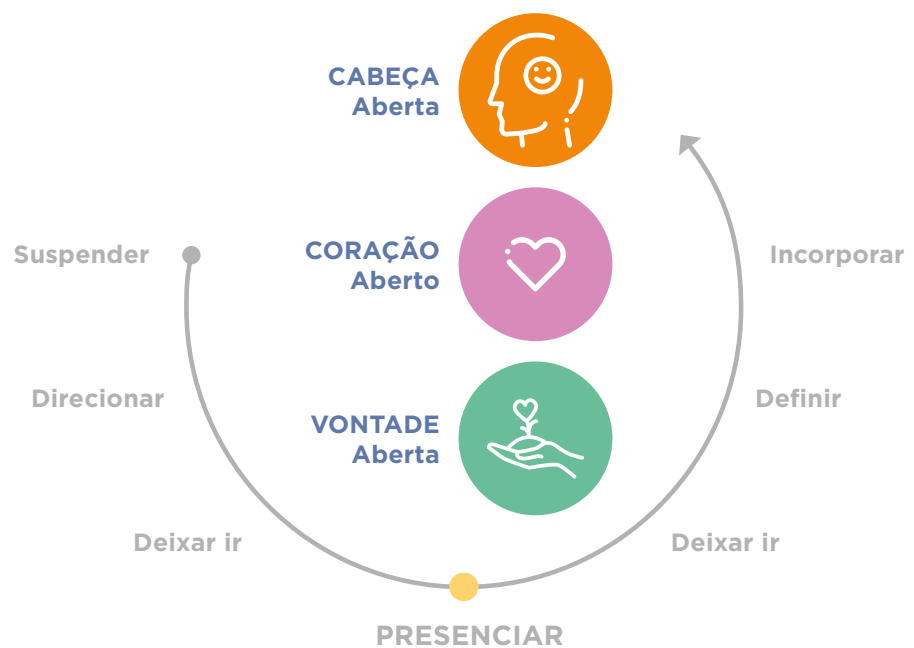 CABEÇA
Aberta
Suspender
CORAÇÃO
Aberto
Incorporar
Direcionar
VONTADE
Aberta
Definir
Deixar ir
Deixar ir
PRESENCIAR